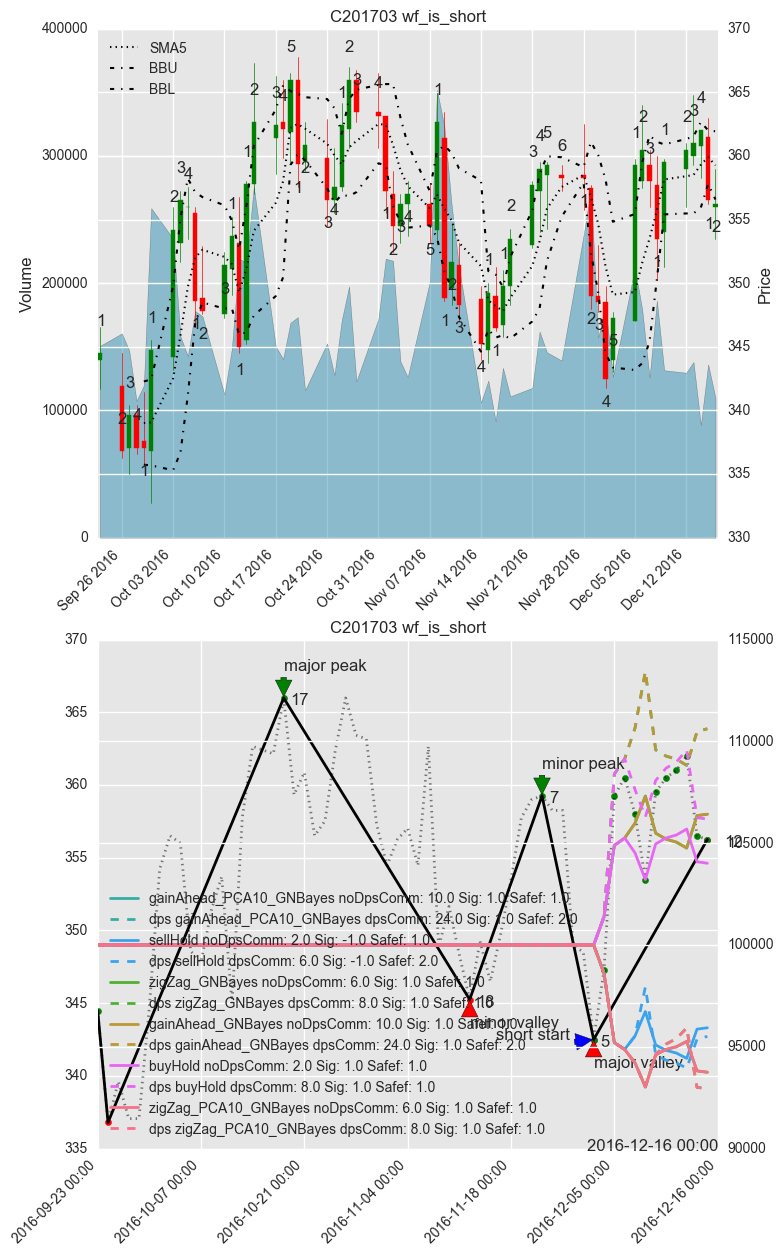 C201703 wf_is_short
400000
300000
200000
100000
0
Volume
SMA5
BBU
BBL
370
365
360
355
350
345
340
335
330
Price
Sep 26 2016
Oct 03 2016
Oct 10 2016
Oct 17 2016
Oct 24 2016
Oct 31 2016
Nov 07 2016
Nov 14 2016
Nov 21 2016
Nov 28 2016
Dec 05 2016
Dec 12 2016
C201703 wf_is_short
370
365
360
355
350
345
340
335
115000
110000
105000
100000
95000
90000
major peak
17
minor peak
7
12
18
minor valley
short start
5
major valley
gainAhead_PCA10_GNBayes noDpsComm: 10.0 Sig: 1.0 Safef: 1.0
dps gainAhead_PCA10_GNBayes dpsComm: 24.0 Sig: 1.0 Safef: 2.0
sellHold noDpsComm: 2.0 Sig: -1.0 Safef: 1.0
dps sellHold dpsComm: 6.0 Sig: -1.0 Safef: 2.0
zigZag_GNBayes noDpsComm: 6.0 Sig: 1.0 Safef: 1.0
dps zigZag_GNBayes dpsComm: 8.0 Sig: 1.0 Safef: 1.0
gainAhead_GNBayes noDpsComm: 10.0 Sig: 1.0 Safef: 1.0
dps gainAhead_GNBayes dpsComm: 24.0 Sig: 1.0 Safef: 2.0
buyHold noDpsComm: 2.0 Sig: 1.0 Safef: 1.0
dps buyHold dpsComm: 8.0 Sig: 1.0 Safef: 1.0
zigZag_PCA10_GNBayes noDpsComm: 6.0 Sig: 1.0 Safef: 1.0
dps zigZag_PCA10_GNBayes dpsComm: 8.0 Sig: 1.0 Safef: 1.0
2016-12-16 00:00
2016-09-23 00:00
2016-10-07 00:00
2016-10-21 00:00
2016-11-04 00:00
2016-11-18 00:00
2016-12-05 00:00
2016-12-16 00:00